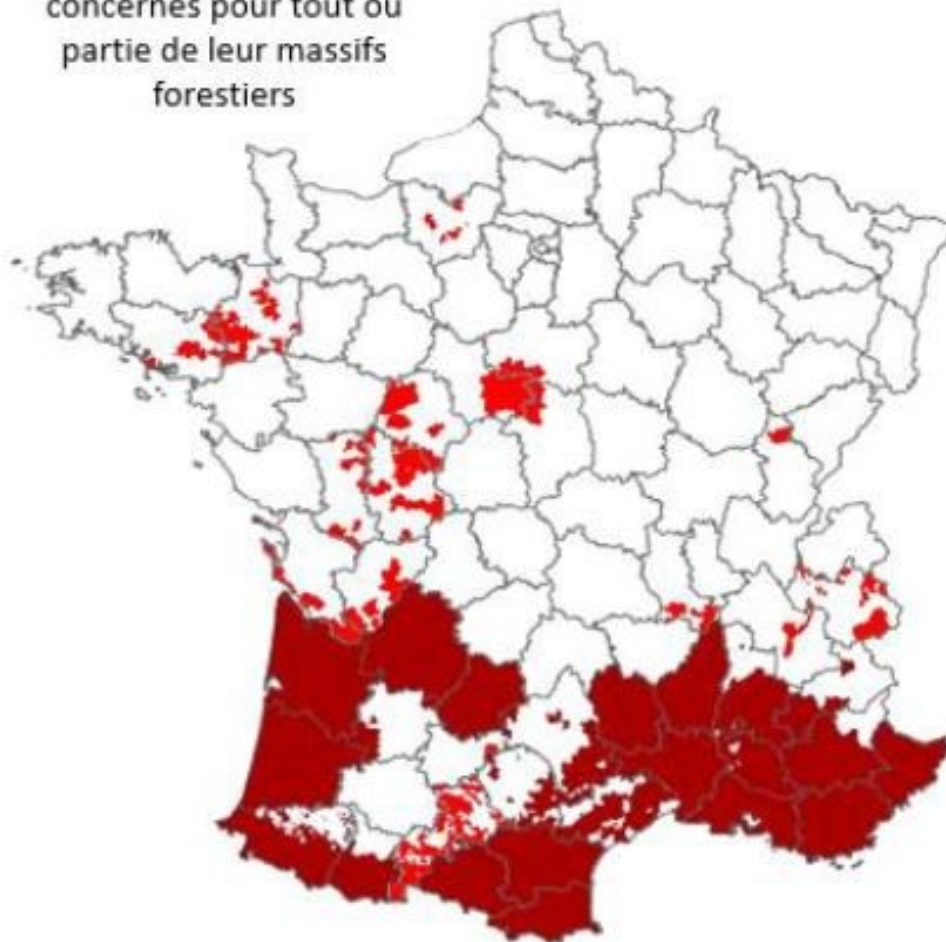 concernés pour tout ou
partie de leur massifs
forestiers